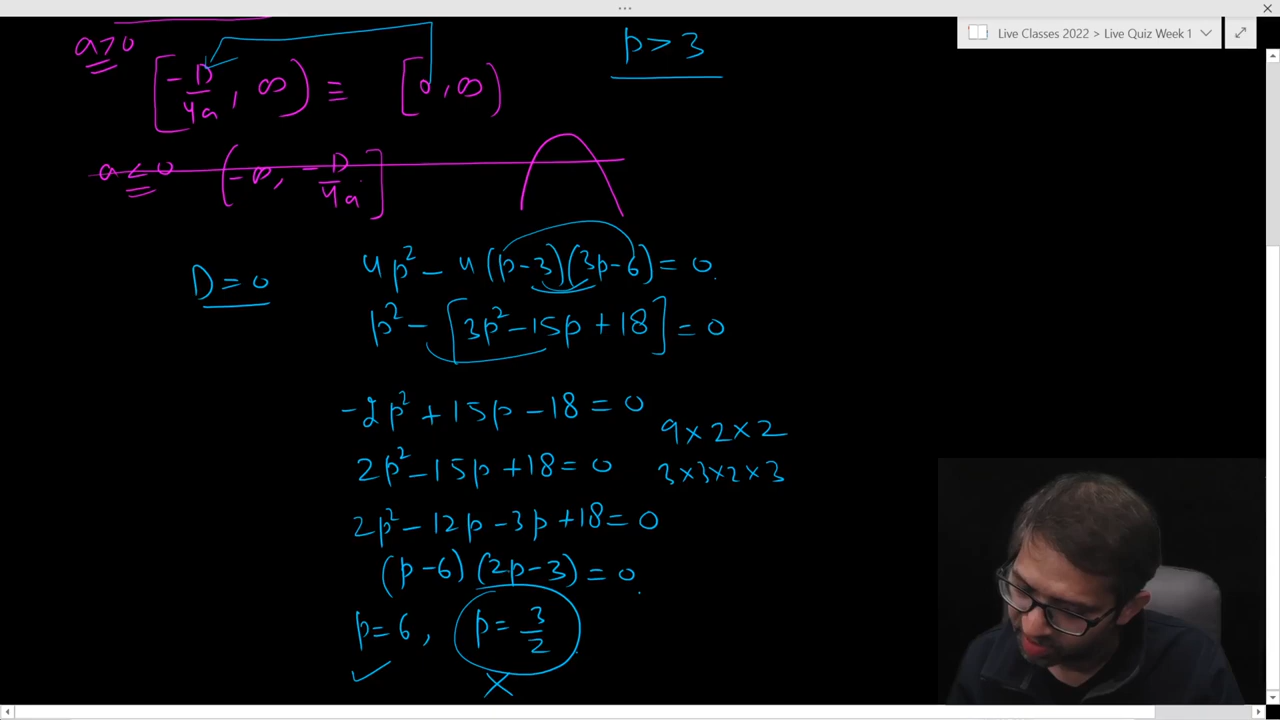 Live Classes 2022 > Live Quiz Week 1
a>0
p > 3
[-D/4a, ∞) ≡ [0, ∞)
a < 0 (-∞, -D/4a]
D = 0
4p² - 4(p-3)(3p-6) = 0
p² - [3p² - 15p + 18] = 0
-2p² + 15p - 18 = 0
9 × 2 × 2
2p² - 15p + 18 = 0
3 × 3 × 2 × 3
2p² - 12p - 3p + 18 = 0
(p-6)(2p-3) = 0
p = 6, p = 3/2
✓ ×